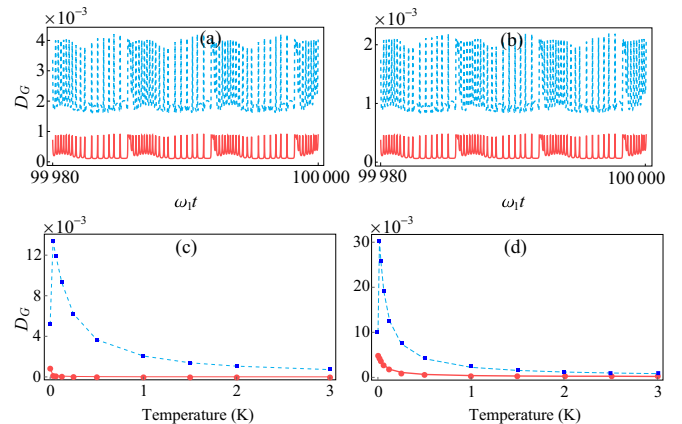 ×10⁻³ ×10⁻³
(a) (b)
4 2
3
D_G 2 1
1
0 0
99 980 100 000 99 980 100 000
ω₁t ω₁t
×10⁻³ ×10⁻³
(c) (d)
12 30
8 20
D_G
4 10
0 0
0 1 2 3 0 1 2 3
Temperature (K) Temperature (K)